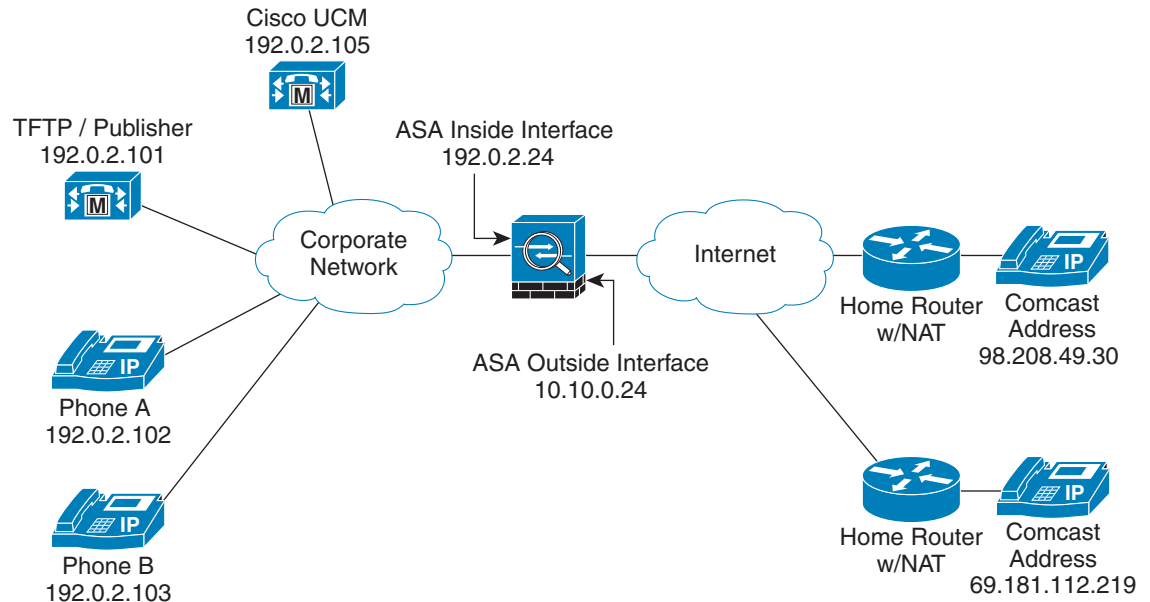 Cisco UCM
192.0.2.105
M
TFTP / Publisher
192.0.2.101
M
ASA Inside Interface
192.0.2.24
Corporate
Network
Internet
IP
Home Router
w/NAT
Comcast
Address
98.208.49.30
ASA Outside Interface
10.10.0.24
IP
Phone A
192.0.2.102
IP
Phone B
192.0.2.103
IP
Home Router
w/NAT
Comcast
Address
69.181.112.219